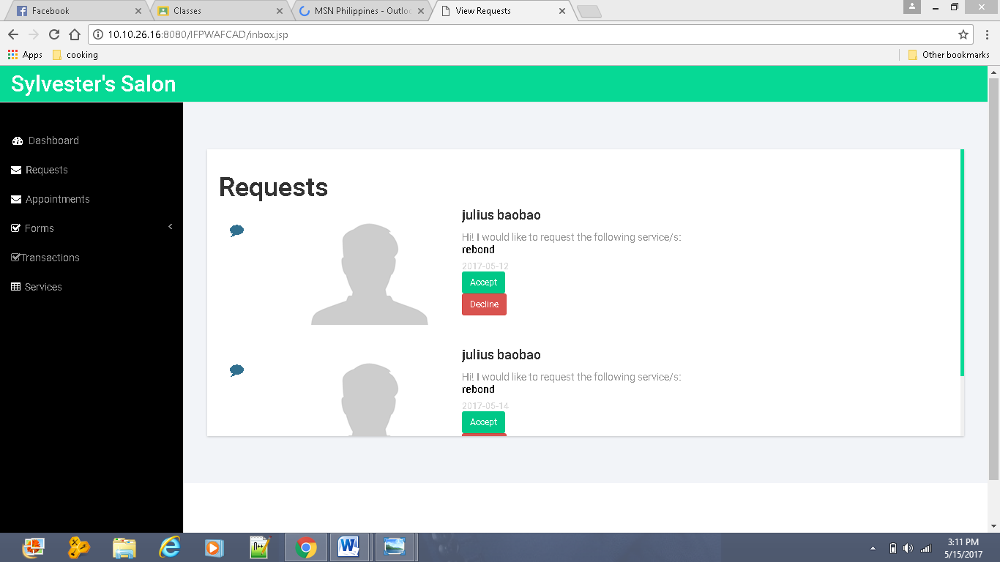 Facebook
Classes
MSN Philippines - Outloo
View Requests
10.10.26.16:8080/IFPWAFCAD/inbox.jsp
Apps
cooking
Other bookmarks
Sylvester's Salon
Dashboard
Requests
Appointments
Forms
Transactions
Services
Requests
julius baobao
Hi! I would like to request the following service/s:
rebond
2017-05-12
Accept
Decline
julius baobao
Hi! I would like to request the following service/s:
rebond
2017-05-14
Accept
3:11 PM
5/15/2017